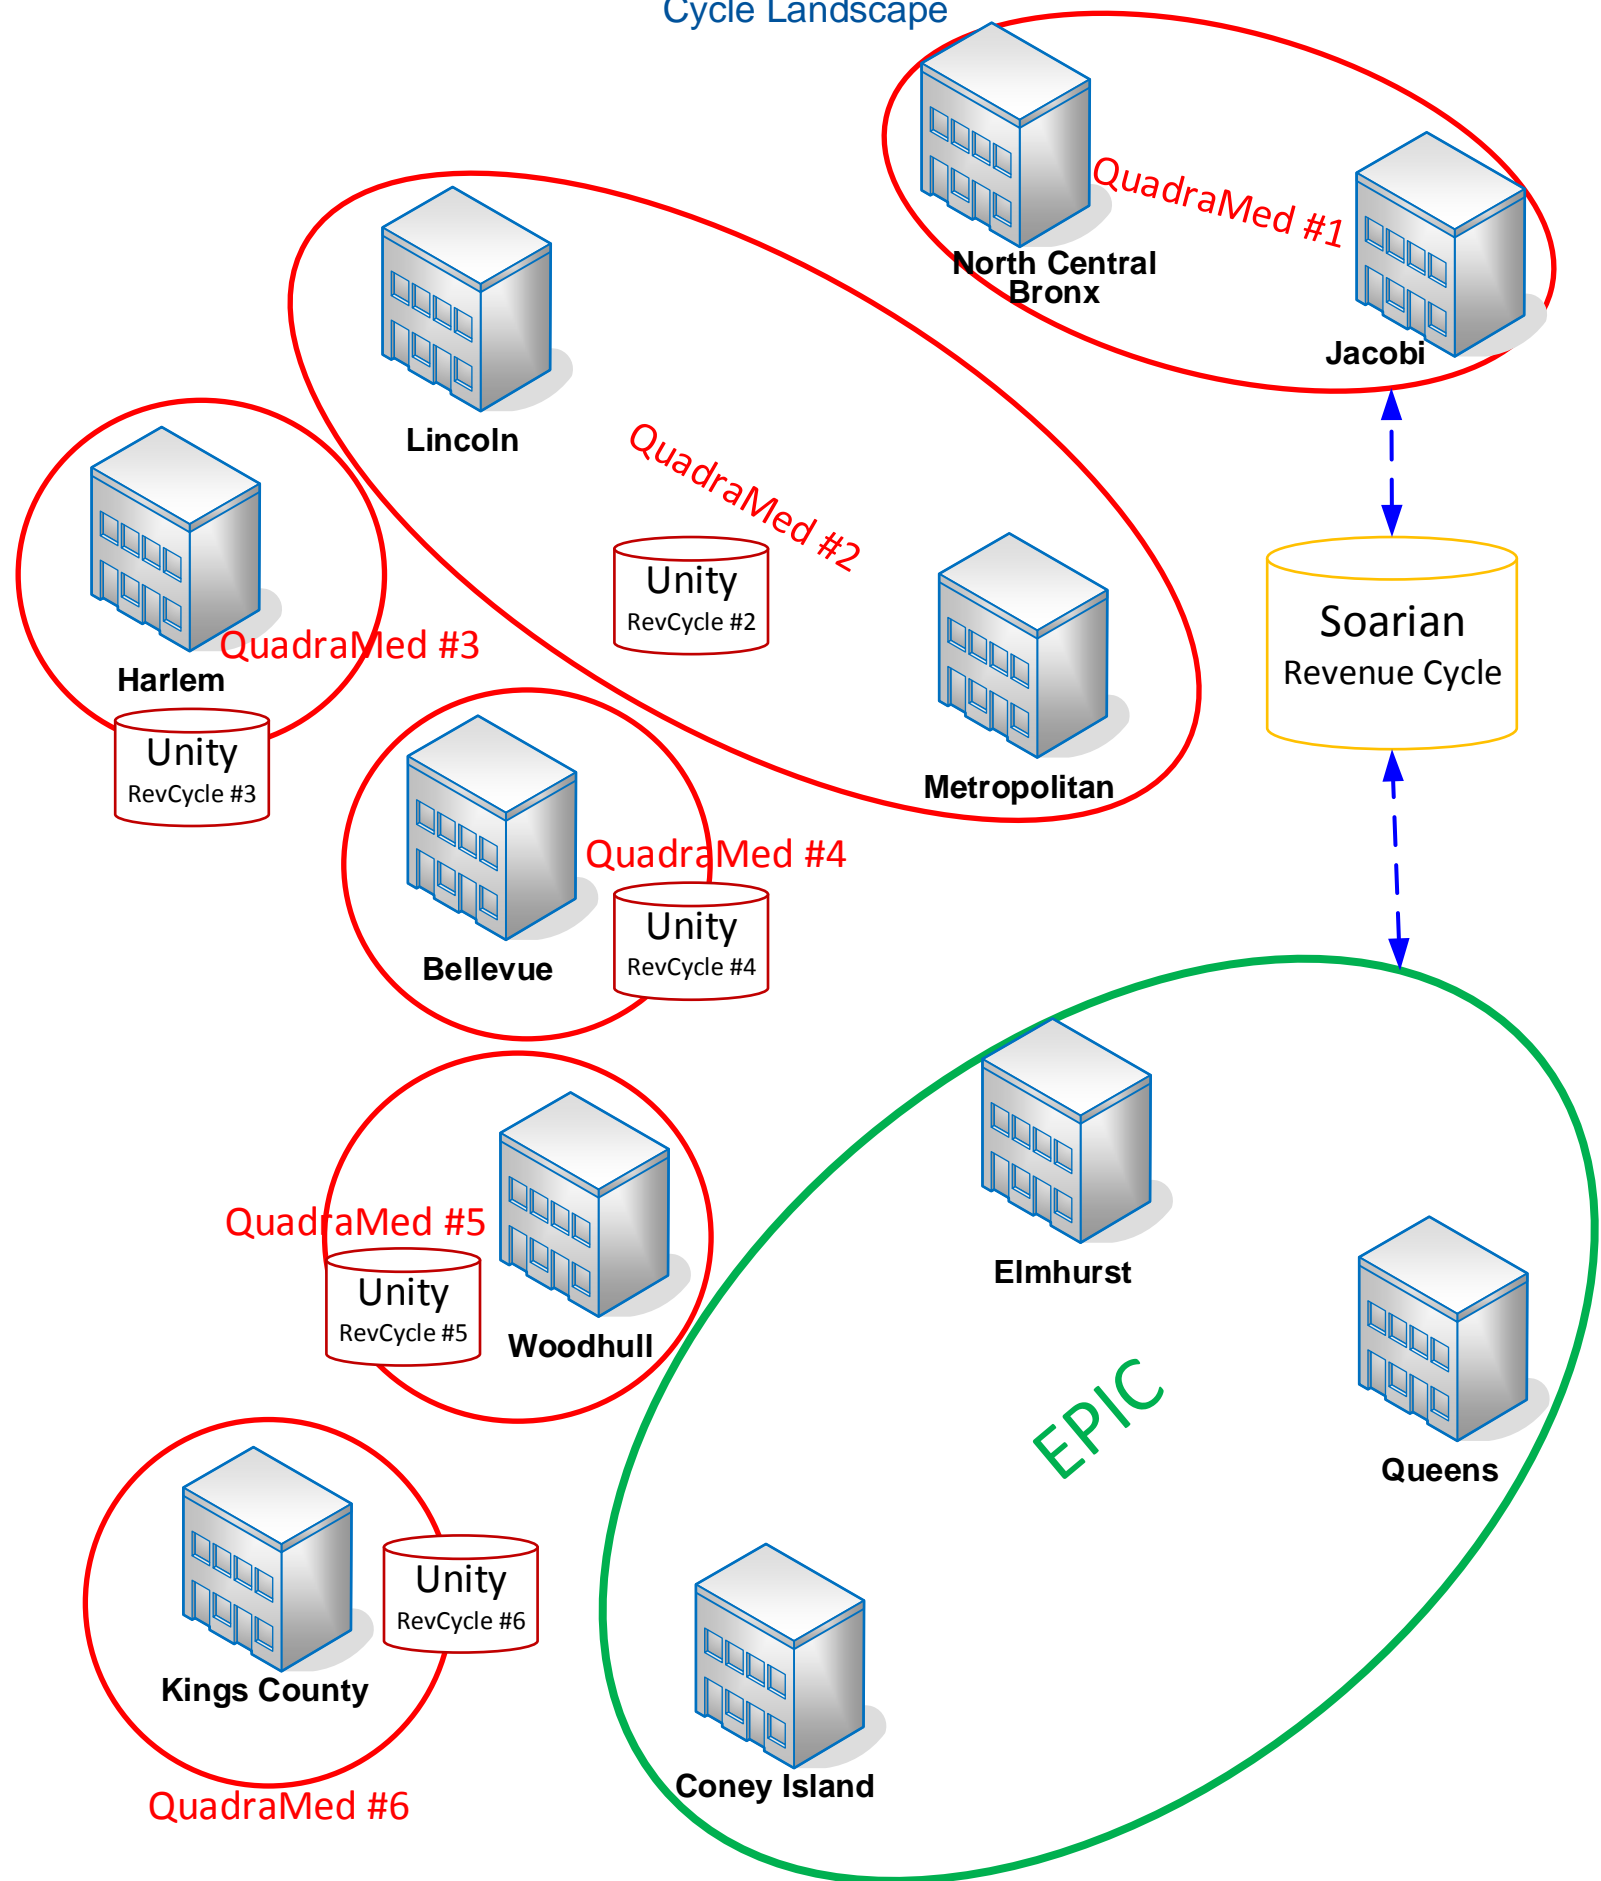 Cycle Landscape
QuadraMed #1
North Central
Bronx
Jacobi
Lincoln
QuadraMed #2
Unity
RevCycle #2
Metropolitan
Soarian
Revenue Cycle
QuadraMed #3
Harlem
Unity
RevCycle #3
QuadraMed #4
Unity
RevCycle #4
Bellevue
QuadraMed #5
Unity
RevCycle #5
Woodhull
Elmhurst
EPIC
Queens
Unity
RevCycle #6
Kings County
QuadraMed #6
Coney Island